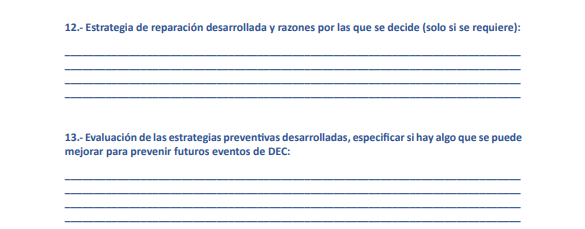 12.- Estrategia de reparación desarrollada y razones por las que se decide (solo si se requiere):
13.- Evaluación de las estrategias preventivas desarrolladas, especificar si hay algo que se puede
mejorar para prevenir futuros eventos de DEC: